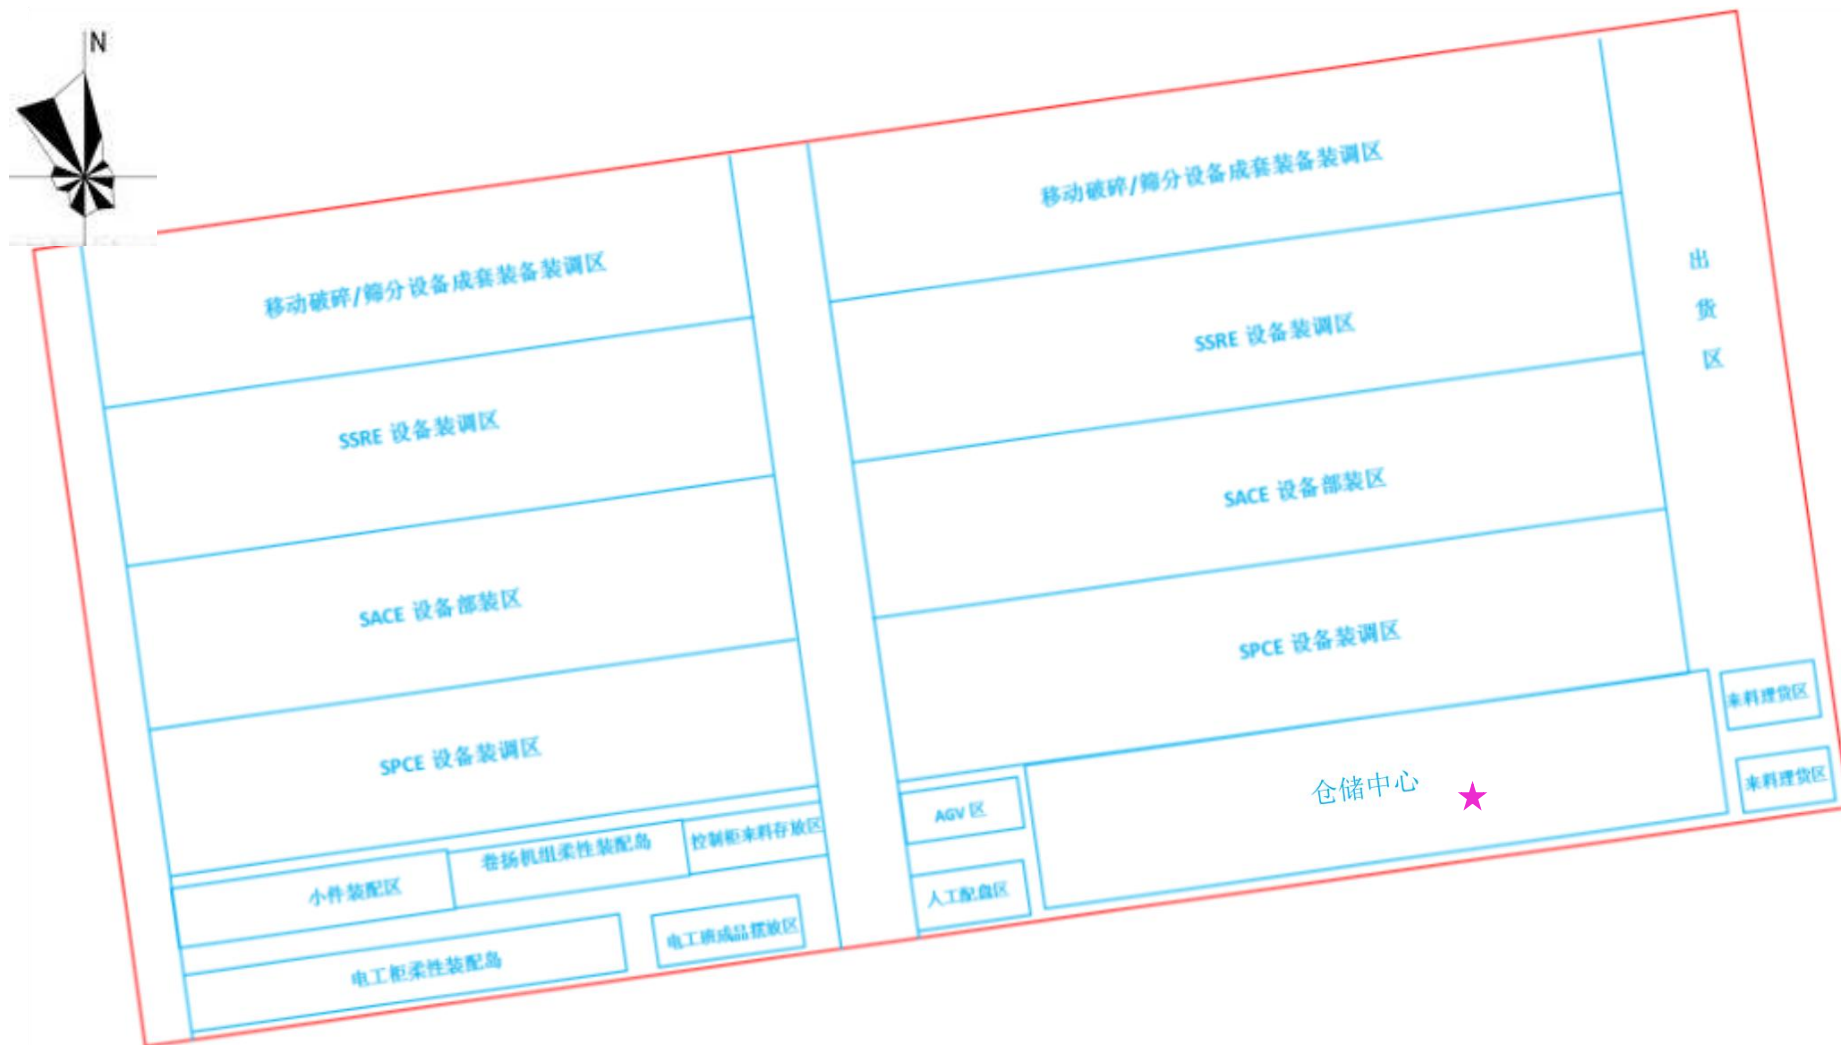 N
移动破碎/筛分设备成套装备装调区
SSRE 设备装调区
SACE 设备部装区
SPCE 设备装调区
小件装配区
卷扬机组柔性装配岛
控制柜来料存放区
电工柜柔性装配岛
电工班成品摆放区
移动破碎/筛分设备成套装备装调区
SSRE 设备装调区
SACE 设备部装区
SPCE 设备装调区
AGV 区
人工配盘区
仓储中心
出
货
区
来料理货区
来料理货区